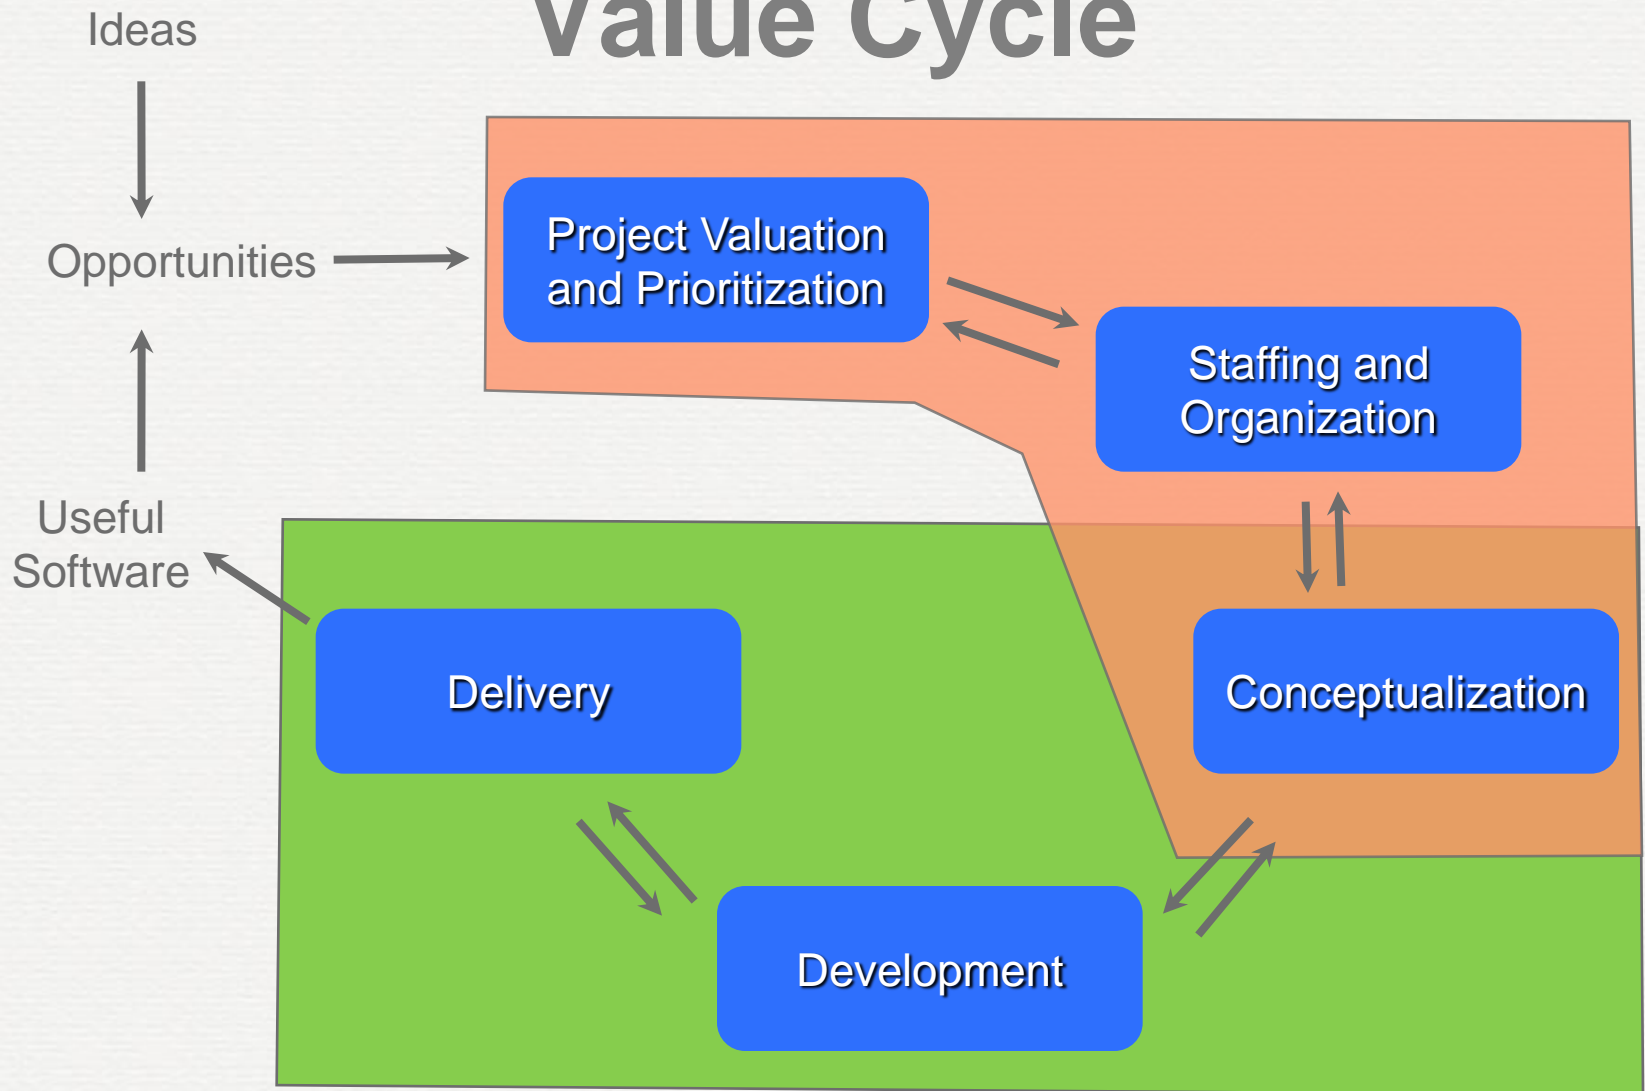 Value Cycle
Ideas
Opportunities
Project Valuation
and Prioritization
Staffing and
Organization
Useful
Software
Delivery
Conceptualization
Development